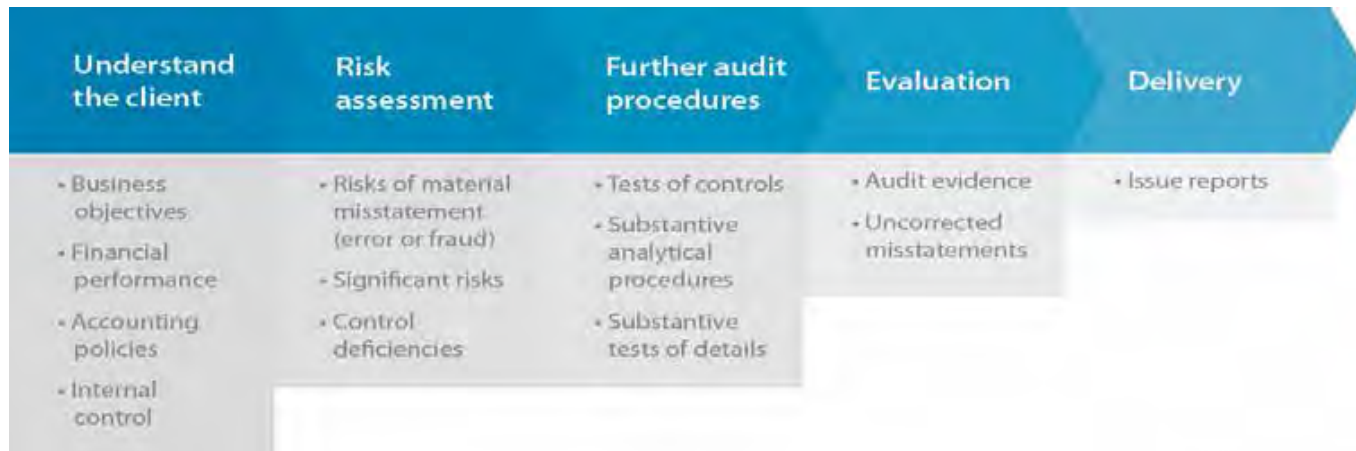 Understand
the client
Risk
assessment
Further audit
procedures
Evaluation
Delivery
• Business
objectives
• Financial
performance
• Accounting
policies
• Internal
control
• Risks of material
misstatement
(error or fraud)
• Significant risks
• Control
deficiencies
• Tests of controls
• Substantive
analytical
procedures
• Substantive
tests of details
• Audit evidence
• Uncorrected
misstatements
• Issue reports